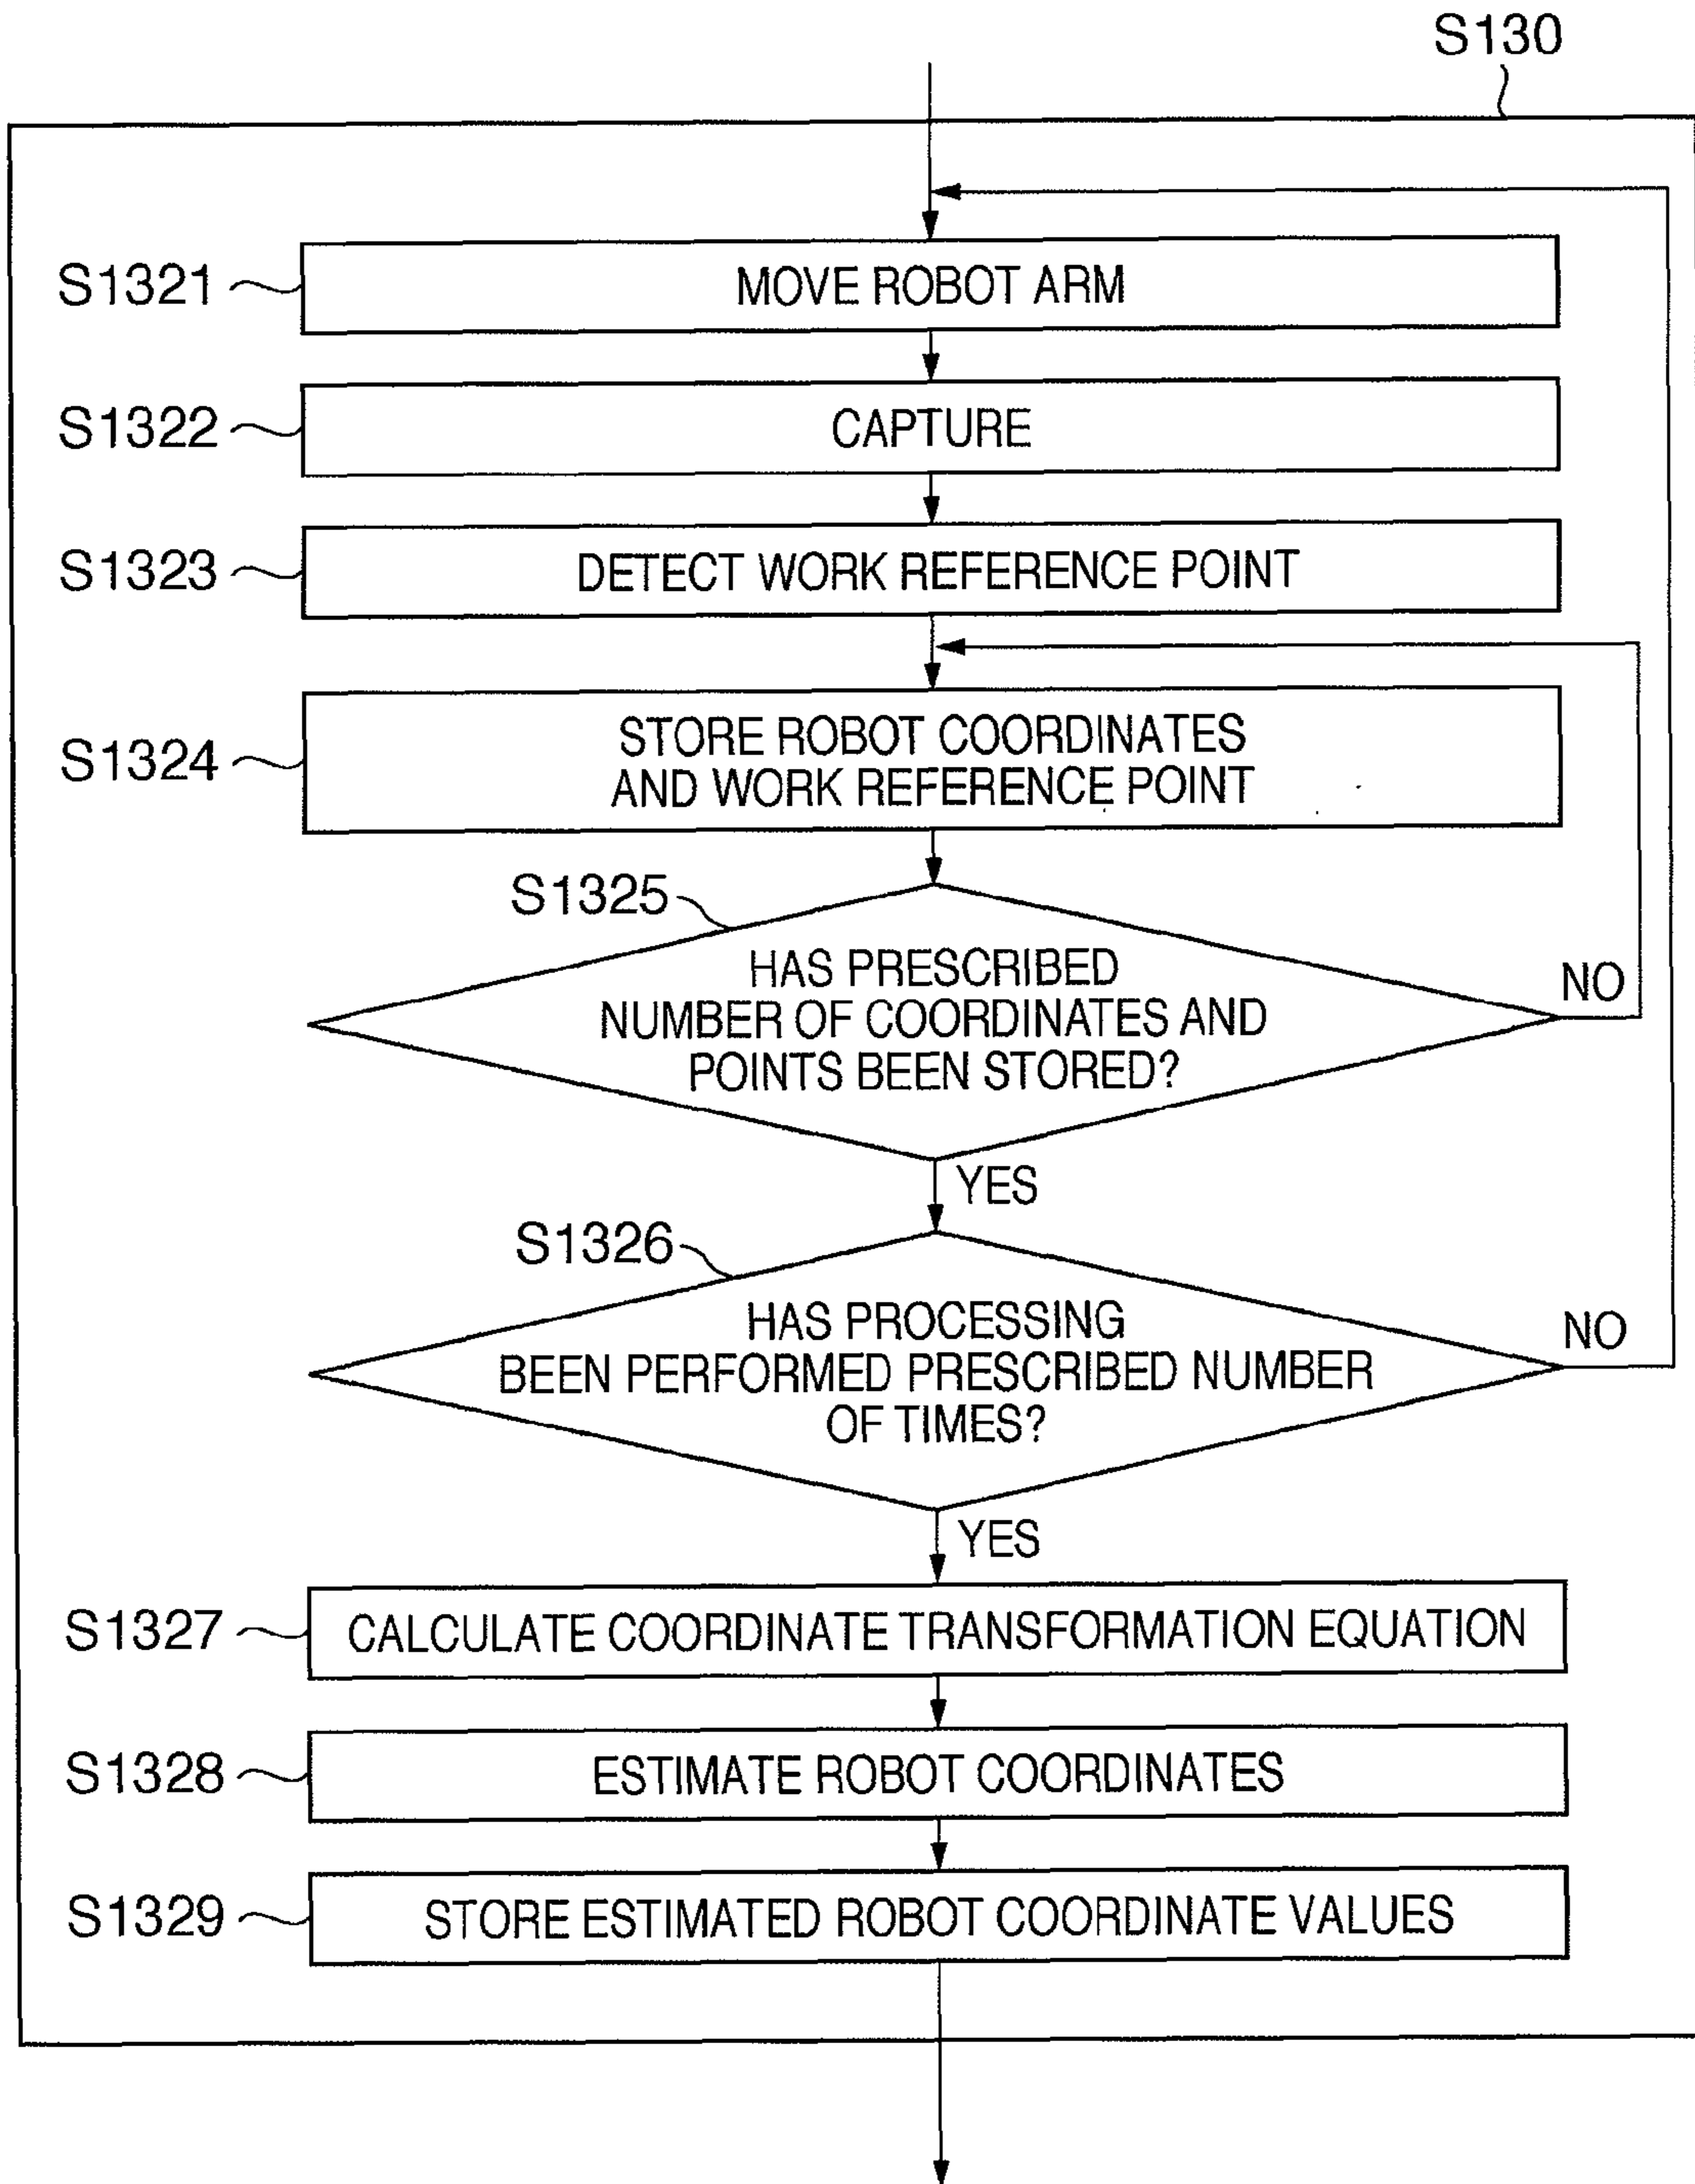 S130
S1321
MOVE ROBOT ARM
S1322
CAPTURE
S1323
DETECT WORK REFERENCE POINT
S1324
STORE ROBOT COORDINATES
AND WORK REFERENCE POINT
S1325
HAS PRESCRIBED
NUMBER OF COORDINATES AND
POINTS BEEN STORED?
NO
YES
S1326
HAS PROCESSING
BEEN PERFORMED PRESCRIBED NUMBER
OF TIMES?
NO
YES
S1327
CALCULATE COORDINATE TRANSFORMATION EQUATION
S1328
ESTIMATE ROBOT COORDINATES
S1329
STORE ESTIMATED ROBOT COORDINATE VALUES